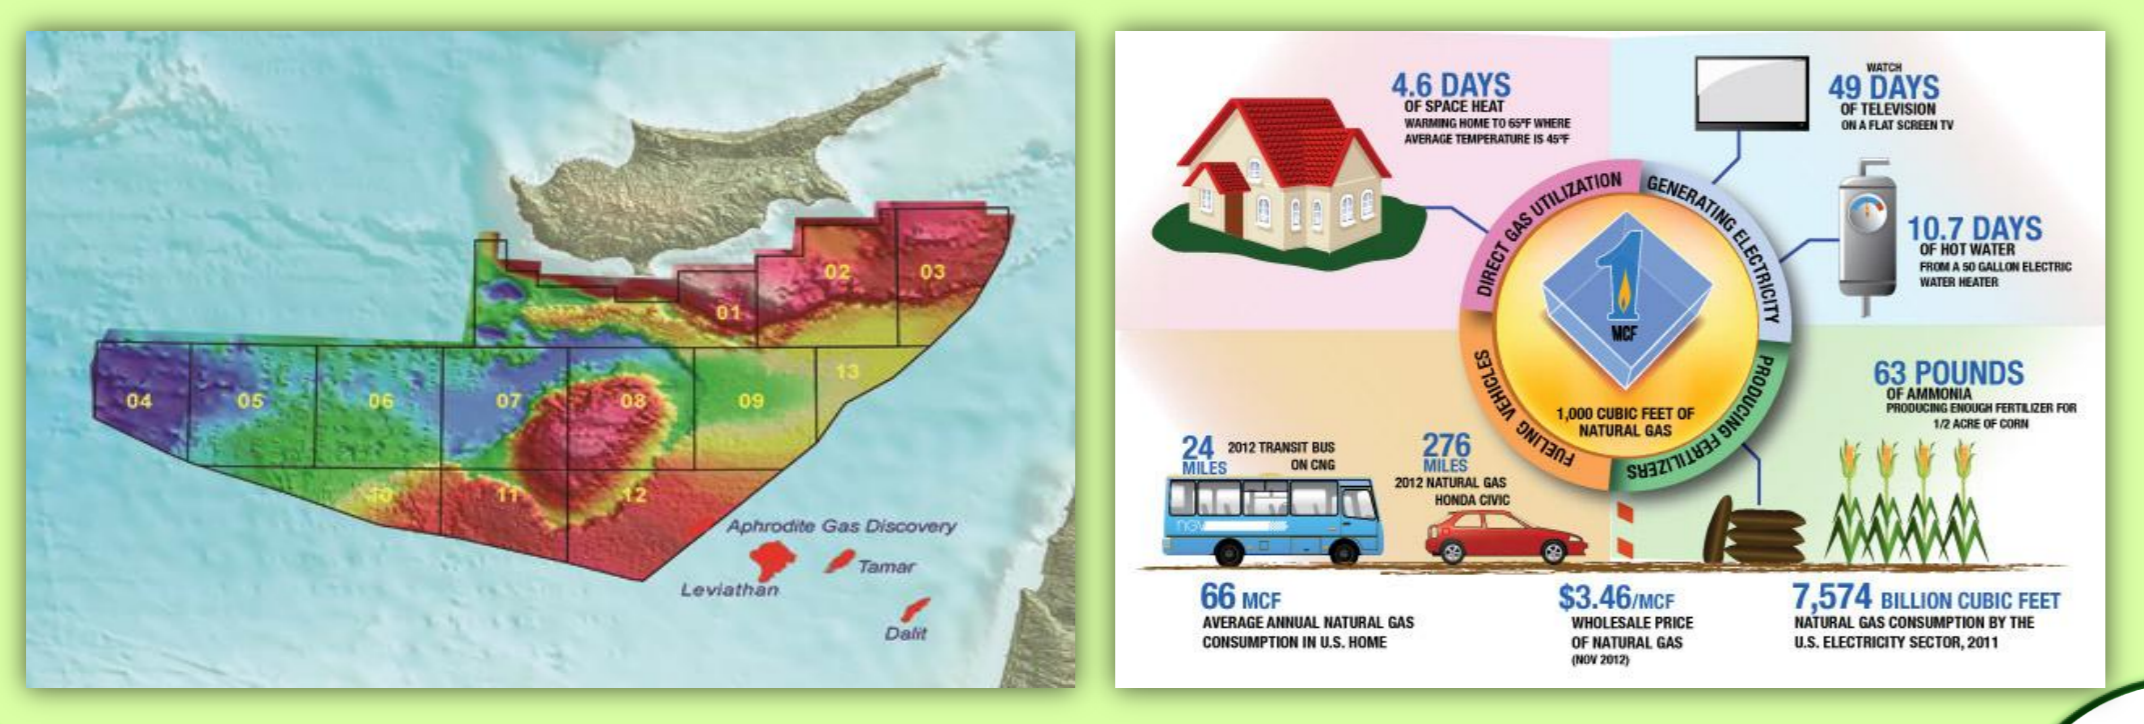 02
03
01
13
04
05
06
07
08
09
10
11
12
Aphrodite Gas Discovery
Tamar
Leviathan
Dalit
4.6 DAYS
OF SPACE HEAT
WARMING HOME TO 65ºF WHERE
AVERAGE TEMPERATURE IS 45ºF
WATCH
49 DAYS
OF TELEVISION
ON A FLAT SCREEN TV
10.7 DAYS
OF HOT WATER
FROM A 50 GALLON ELECTRIC
WATER HEATER
DIRECT GAS UTILIZATION
GENERATING ELECTRICITY
FUELING VEHICLES
PRODUCING FERTILIZERS
1
MCF
1,000 CUBIC FEET OF
NATURAL GAS
63 POUNDS
OF AMMONIA
PRODUCING ENOUGH FERTILIZER FOR
1/2 ACRE OF CORN
24
MILES
2012 TRANSIT BUS
ON CNG
276
MILES
2012 NATURAL GAS
HONDA CIVIC
ngv
66 MCF
AVERAGE ANNUAL NATURAL GAS
CONSUMPTION IN U.S. HOME
$3.46/MCF
WHOLESALE PRICE
OF NATURAL GAS
(NOV 2012)
7,574 BILLION CUBIC FEET
NATURAL GAS CONSUMPTION BY THE
U.S. ELECTRICITY SECTOR, 2011